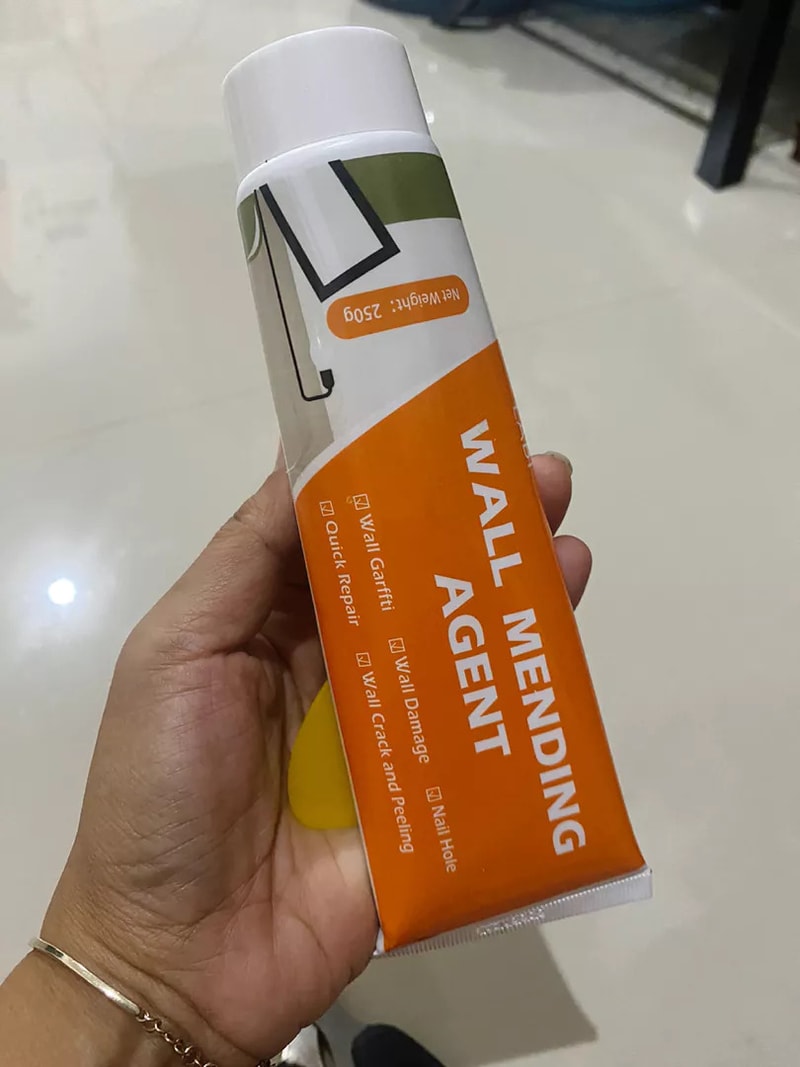 Net Weight: 250g
WALL MENDING
AGENT
Wall Garffti
Wall Damage
Nail Hole
Quick Repair
Wall Crack and Peeling